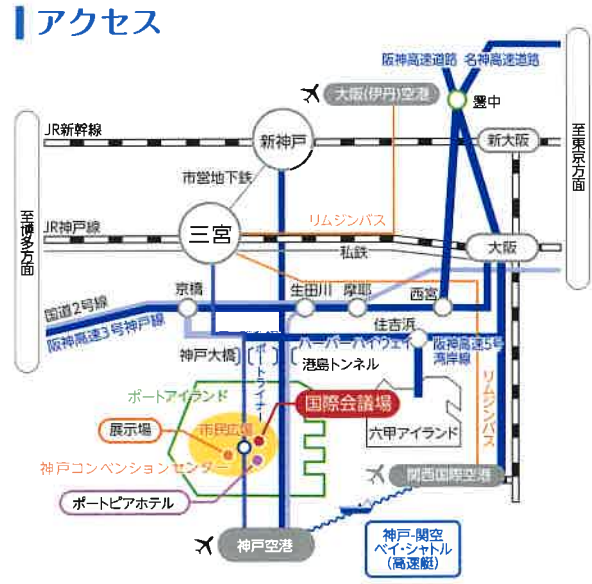 アクセス
阪神高速道路
名神高速道路
大阪(伊丹)空港
豊中
至東京方面
JR新幹線
新神戸
新大阪
市営地下鉄
リムジンバス
至博多方面
JR神戸線
三宮
私鉄
大阪
京橋
生田川
摩耶
西宮
国道2号線
阪神高速3号神戸線
住吉浜
ハーバーハイウェイ
阪神高速5号
湾岸線
神戸大橋
ポートライナー
港島トンネル
リムジンバス
ポートアイランド
国際会議場
六甲アイランド
展示場
市民広場
神戸コンベンションセンター
関西国際空港
ポートピアホテル
神戸空港
神戸-関空
ベイ・シャトル
(高速艇)